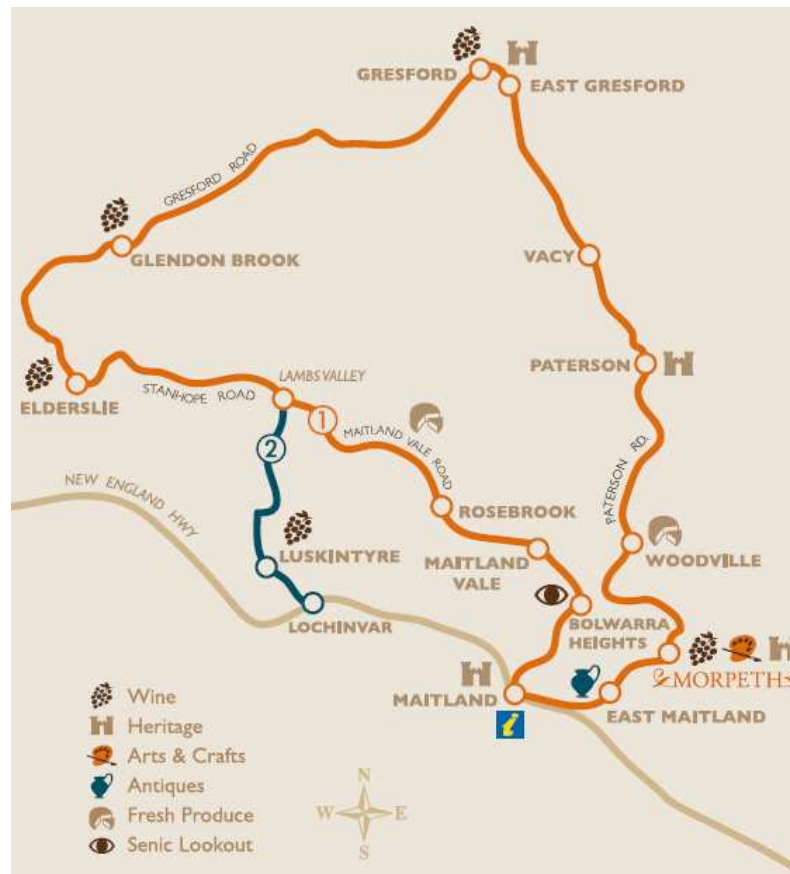 GRESFORD
EAST GRESFORD
GRESFORD ROAD
GLENDON BROOK
VACY
PATERSON
LAMBS VALLEY
STANHOPE ROAD
ELDERSLIE
1
MAITLAND VALE ROAD
2
PATERSON RD.
NEW ENGLAND HWY
ROSEBROOK
WOODVILLE
LUSKINTYRE
MAITLAND
VALE
LOCHINVAR
BOLWARRA
HEIGHTS
MORPETH
MAITLAND
EAST MAITLAND
i
Wine
Heritage
Arts & Crafts
Antiques
Fresh Produce
Senic Lookout
N
W E
S